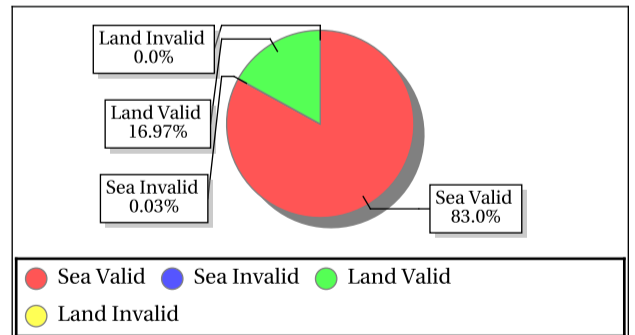 Land Invalid
0.0%
Land Valid
16.97%
Sea Invalid
0.03%
Sea Valid
83.0%
Sea Valid Sea Invalid Land Valid
Land Invalid